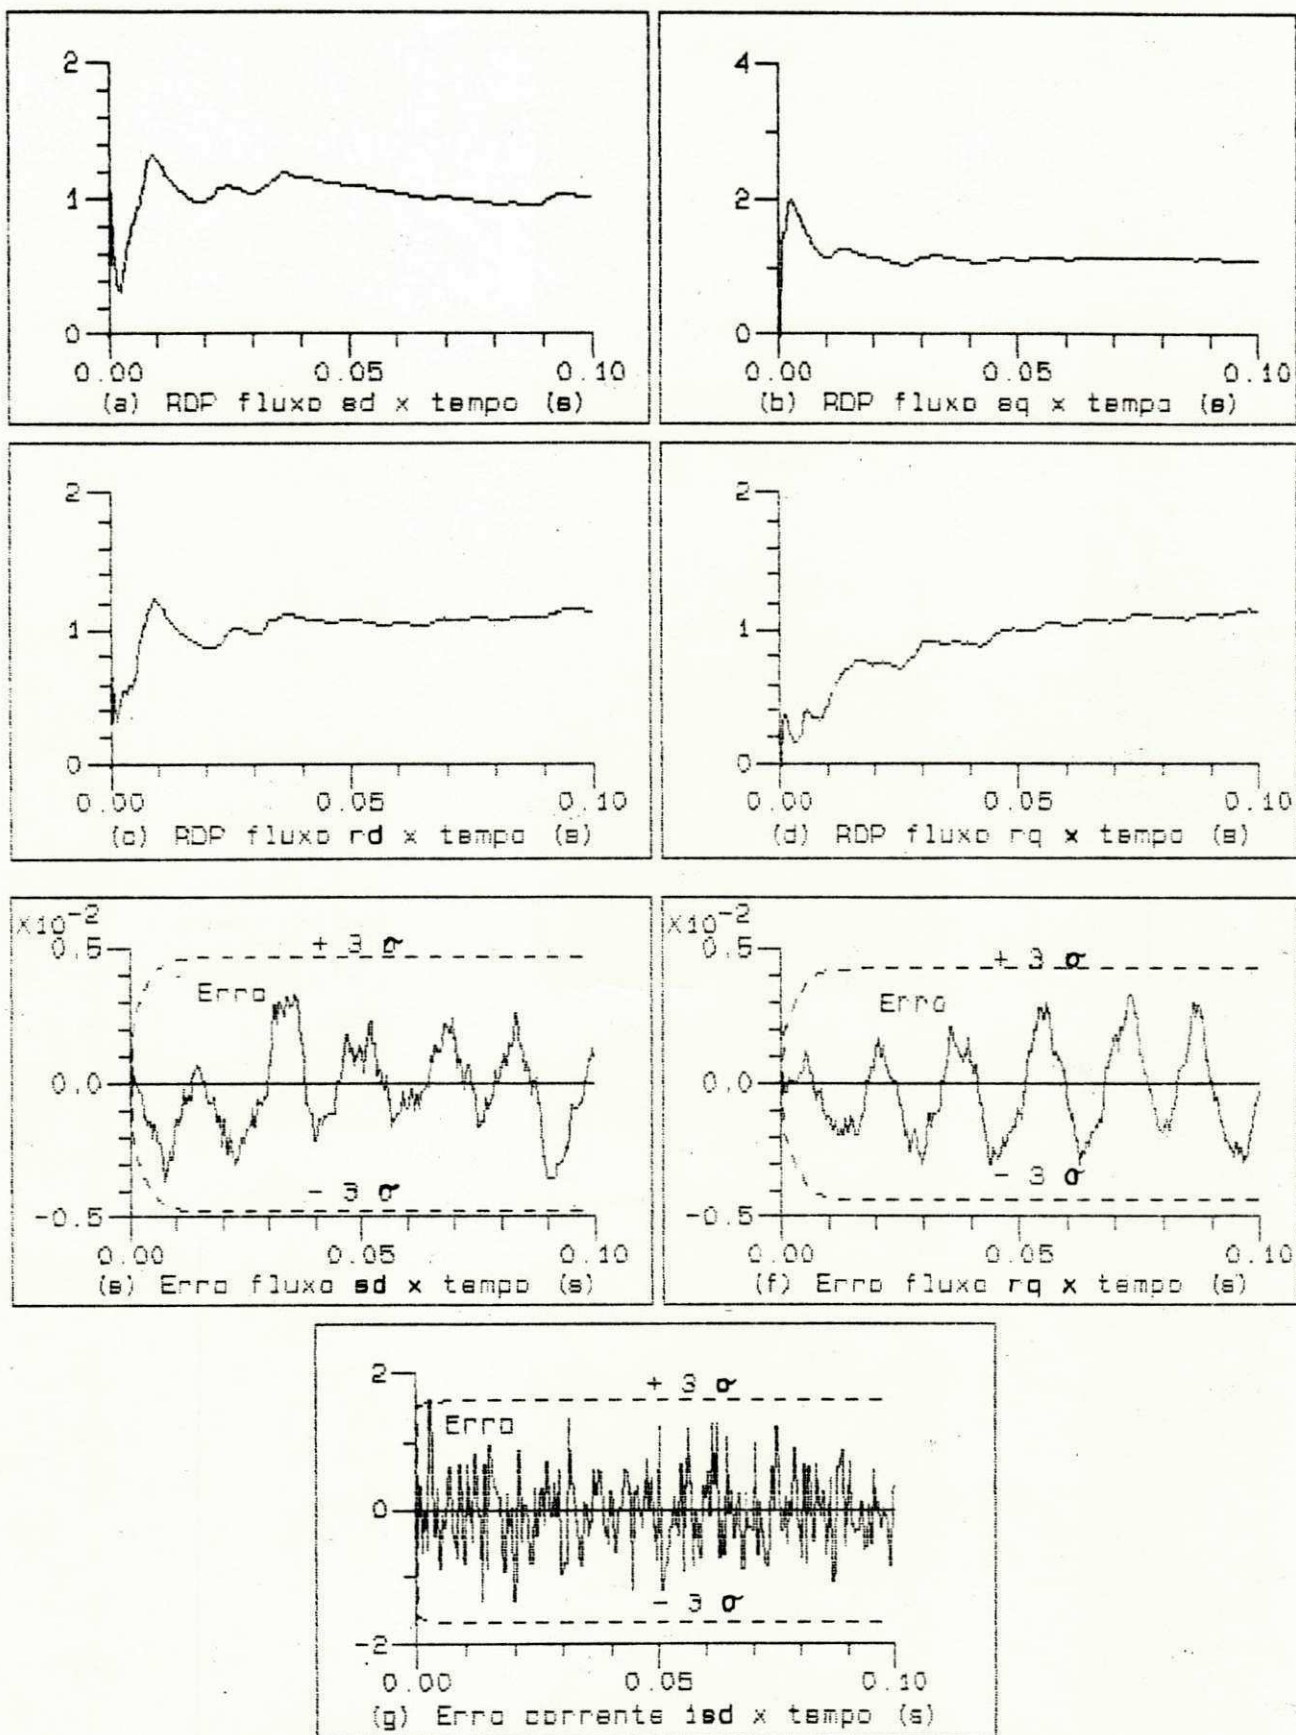 2
1
0
0.00 0.05 0.10
(a) RDP fluxo sd x tempo (s)
4
2
0
0.00 0.05 0.10
(b) RDP fluxo sq x tempo (s)
2
1
0
0.00 0.05 0.10
(c) RDP fluxo rd x tempo (s)
2
1
0
0.00 0.05 0.10
(d) RDP fluxo rq x tempo (s)
X10⁻²
0.5
+ 3 σ
Erro
0.0
- 3 σ
-0.5
0.00 0.05 0.10
(e) Erro fluxo sd x tempo (s)
X10⁻²
0.5
+ 3 σ
Erro
0.0
- 3 σ
-0.5
0.00 0.05 0.10
(f) Erro fluxo rq x tempo (s)
2
+ 3 σ
Erro
0
- 3 σ
-2
0.00 0.05 0.10
(g) Erro corrente isd x tempo (s)